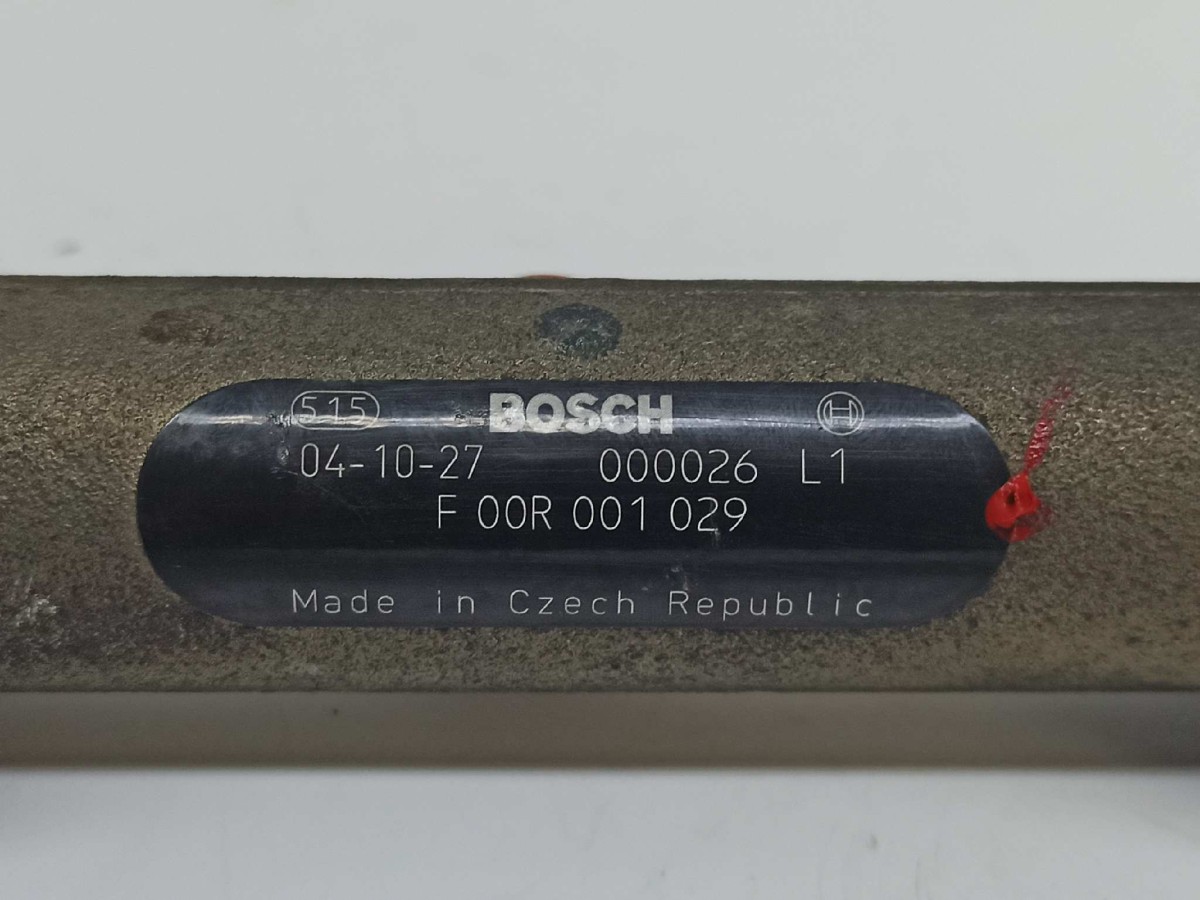 515 BOSCH H
04-10-27 000026 L1
F 00R 001 029
Made in Czech Republic